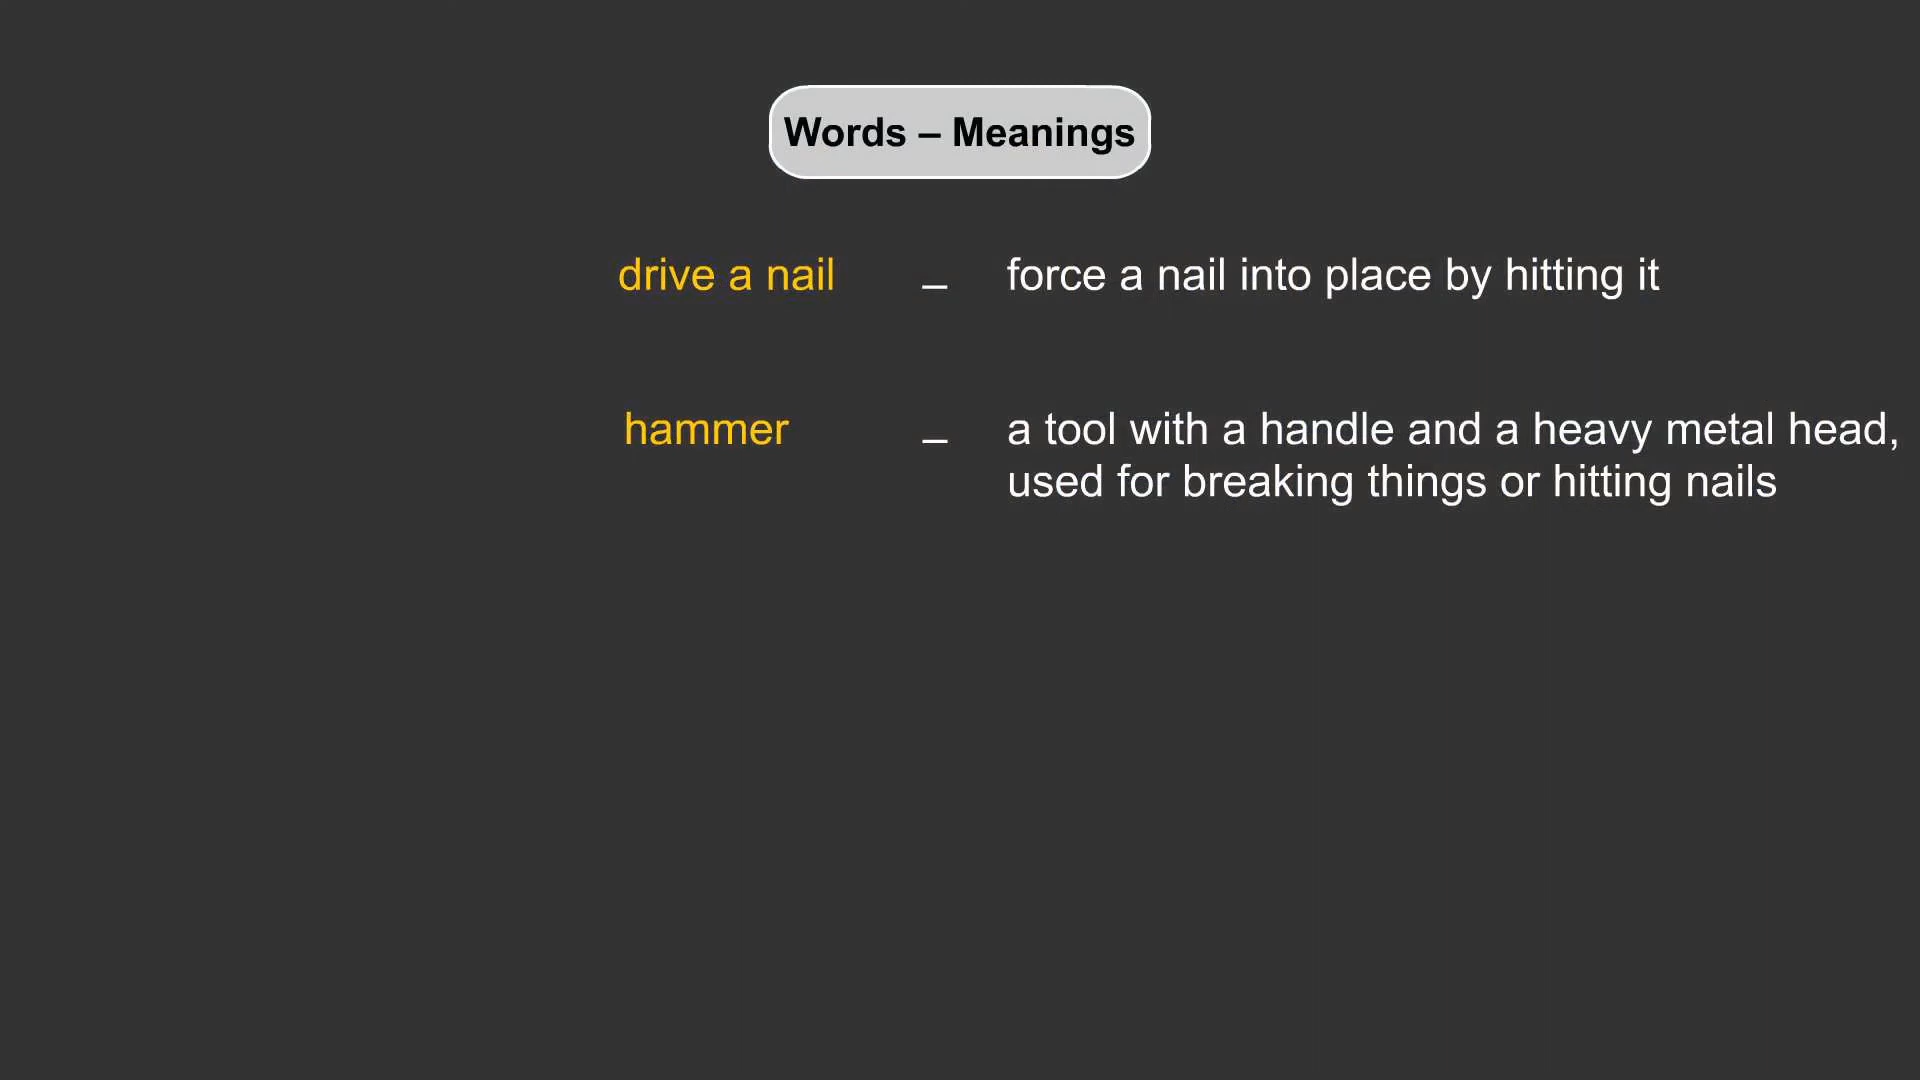 Words – Meanings
drive a nail – force a nail into place by hitting it
hammer – a tool with a handle and a heavy metal head,
used for breaking things or hitting nails